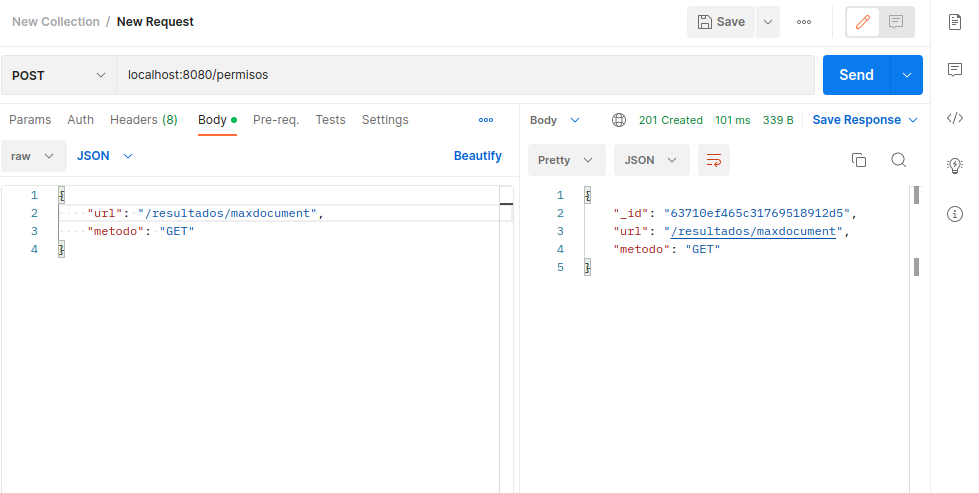 New Collection / New Request
Save
POST
localhost:8080/permisos
Send
Params Auth Headers (8) Body Pre-req. Tests Settings
raw JSON Beautify
1 {
2 "url": "/resultados/maxdocument",
3 "metodo": "GET"
4 }
Body 201 Created 101 ms 339 B Save Response
Pretty JSON
1 {
2 "_id": "63710ef465c31769518912d5",
3 "url": "/resultados/maxdocument",
4 "metodo": "GET"
5 }